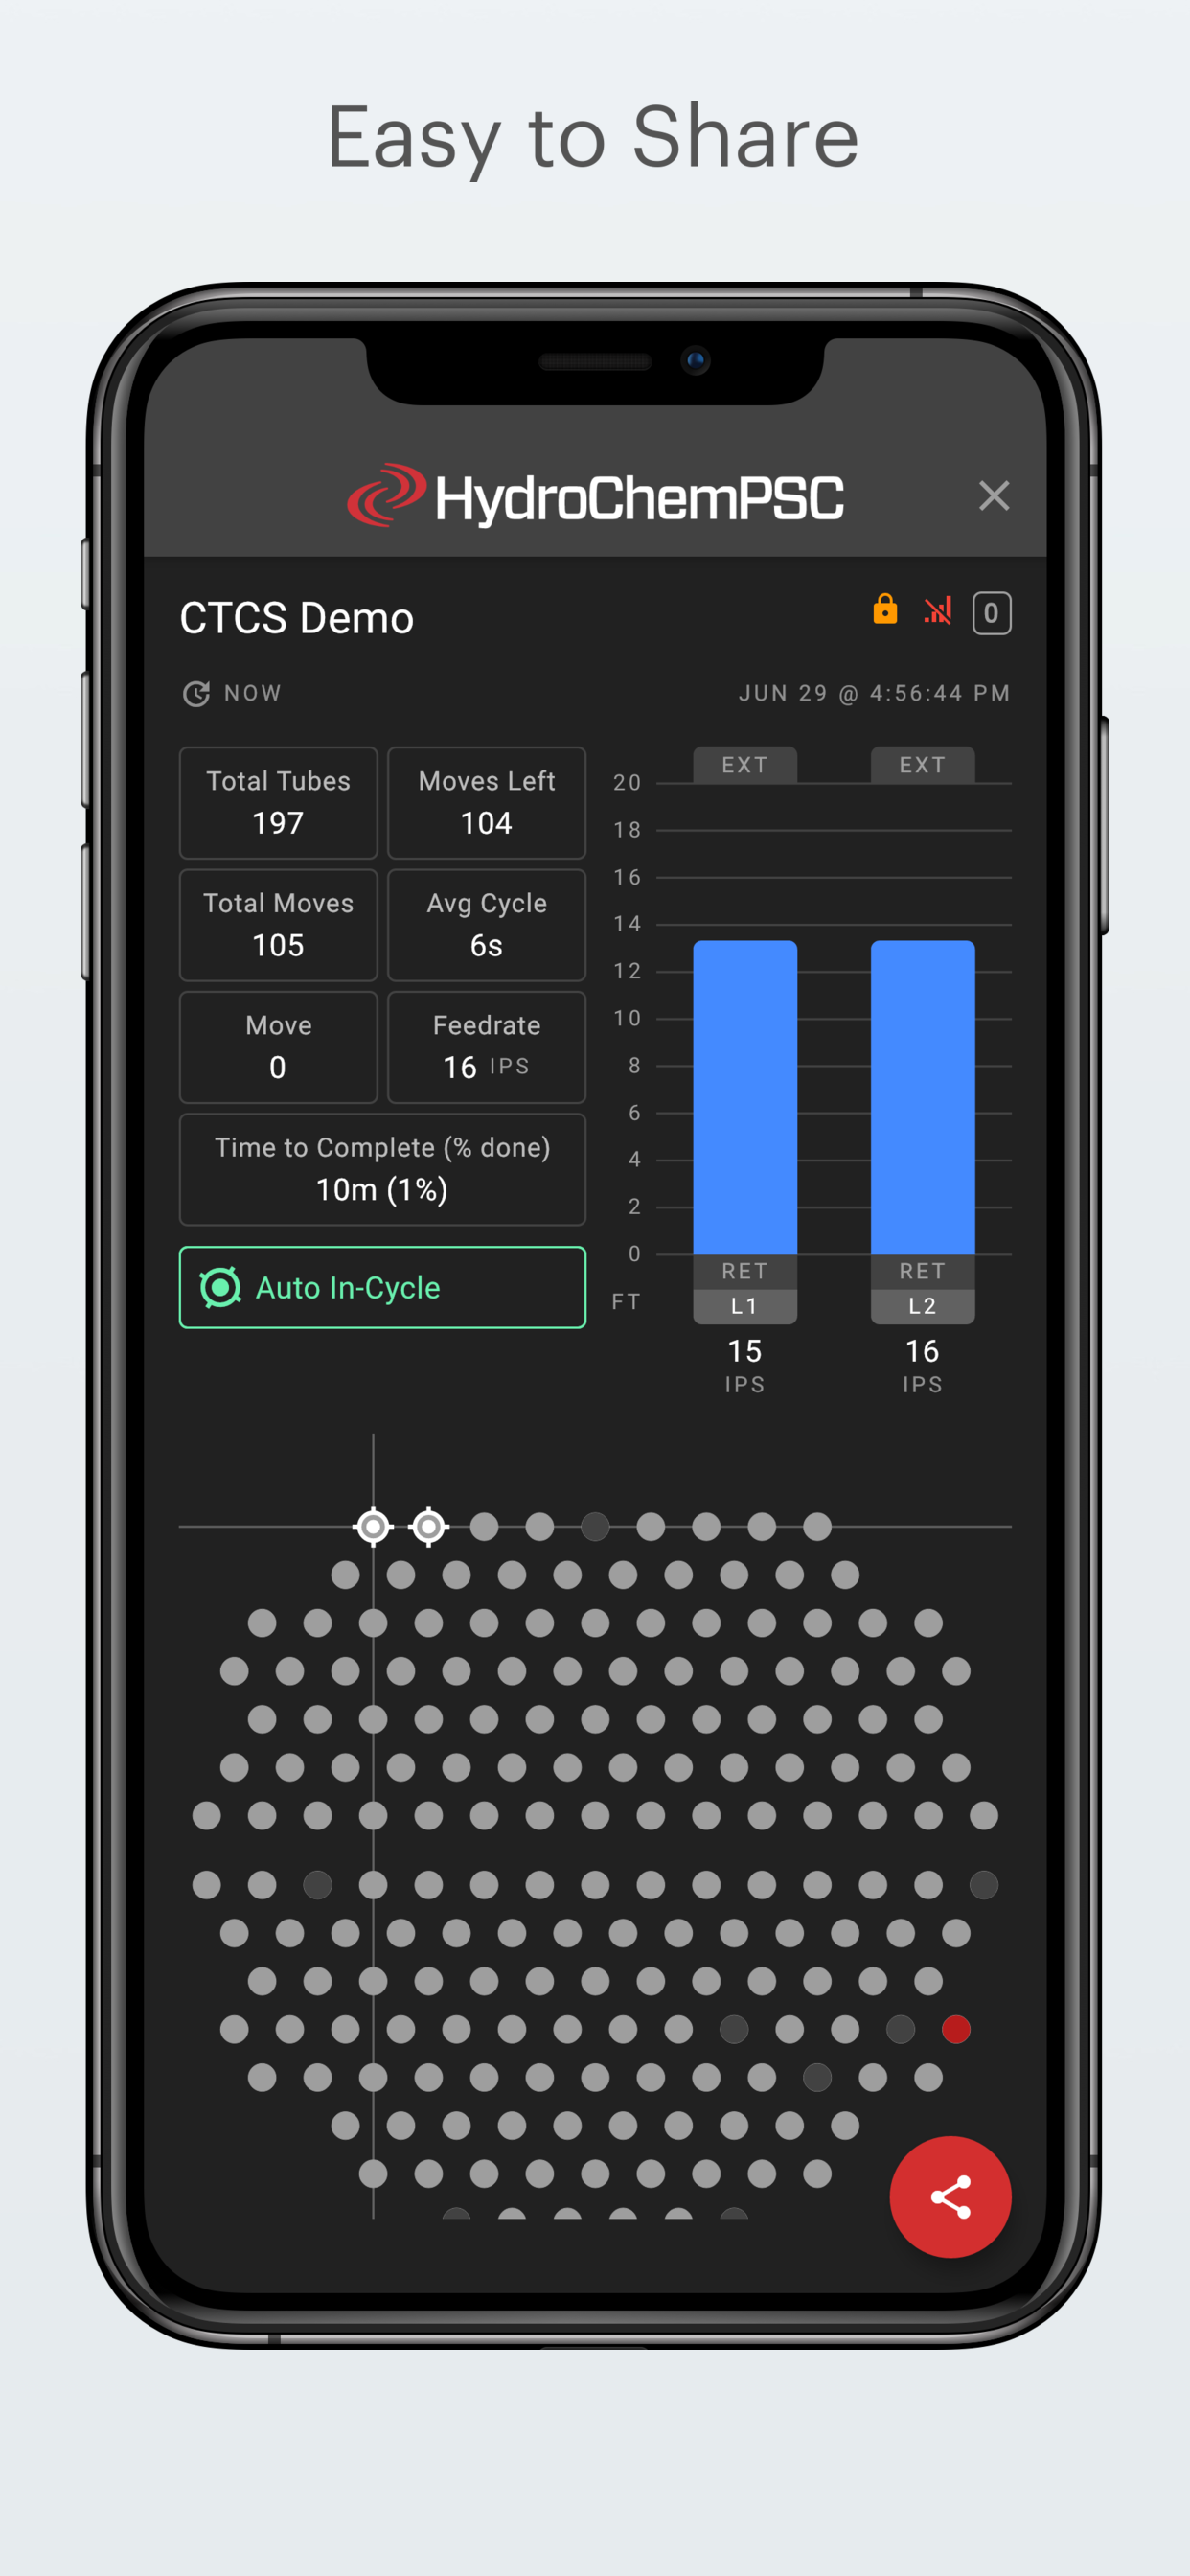 Easy to Share
HydroChemPSC
CTCS Demo
0
NOW
JUN 29 @ 4:56:44 PM
Total Tubes
197
Moves Left
104
Total Moves
105
Avg Cycle
6s
Move
0
Feedrate
16 IPS
Time to Complete (% done)
10m (1%)
Auto In-Cycle
EXT EXT
20
18
16
14
12
10
8
6
4
2
0
FT
RET RET
L1 L2
15 16
IPS IPS